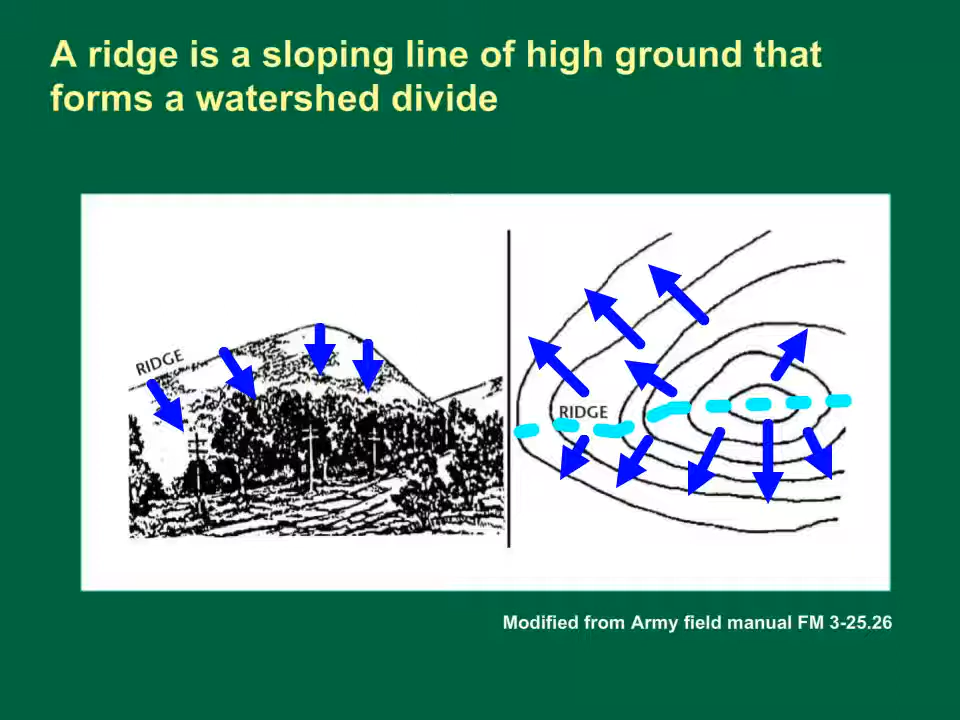 A ridge is a sloping line of high ground that
forms a watershed divide
RIDGE
RIDGE
Modified from Army field manual FM 3-25.26